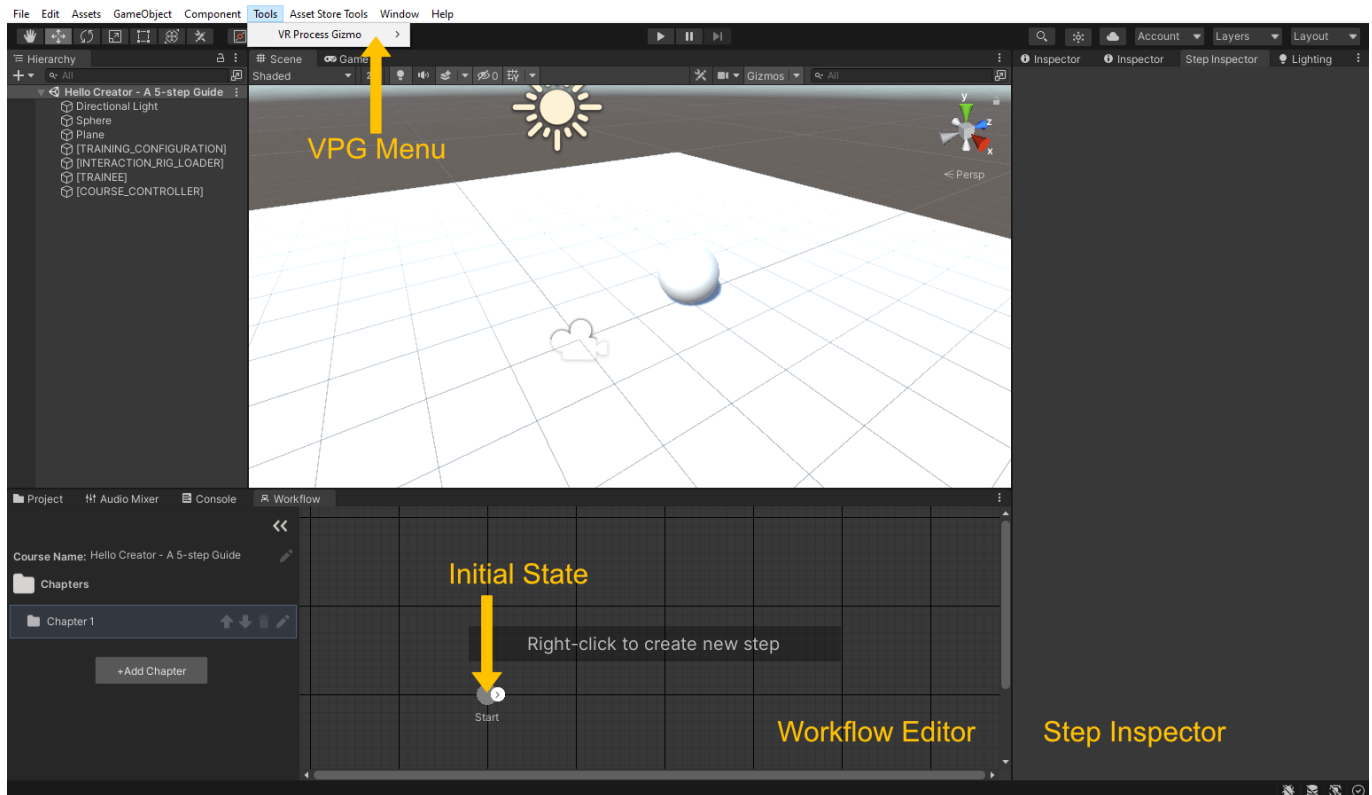 File Edit Assets GameObject Component Tools Asset Store Tools Window Help
VR Process Gizmo
Account Layers Layout
Hierarchy
All
Hello Creator - A 5-step Guide
Directional Light
Sphere
Plane
[TRAINING_CONFIGURATION]
[INTERACTION_RIG_LOADER]
[TRAINEE]
[COURSE_CONTROLLER]
Scene Game
Shaded 0 Gizmos All
VPG Menu
y
z
x
Persp
Inspector Inspector Step Inspector Lighting
Project Audio Mixer Console Workflow
Course Name: Hello Creator - A 5-step Guide
Chapters
Chapter 1
+Add Chapter
Initial State
Right-click to create new step
Start
Workflow Editor
Step Inspector